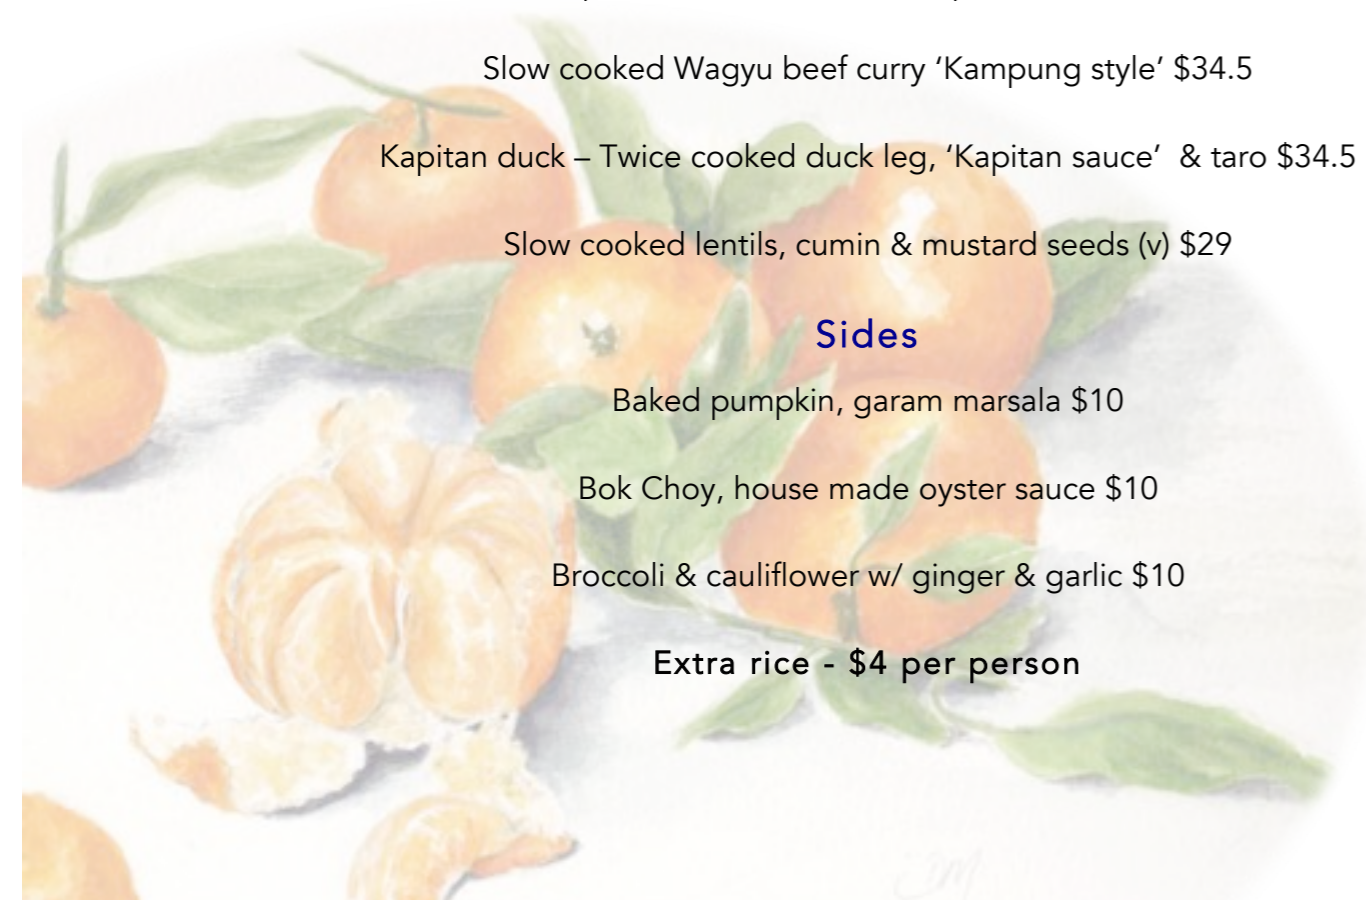 Slow cooked Wagyu beef curry ‘Kampung style’ $34.5
Kapitan duck – Twice cooked duck leg, ‘Kapitan sauce’ & taro $34.5
Slow cooked lentils, cumin & mustard seeds (v) $29
Sides
Baked pumpkin, garam marsala $10
Bok Choy, house made oyster sauce $10
Broccoli & cauliflower w/ ginger & garlic $10
Extra rice - $4 per person